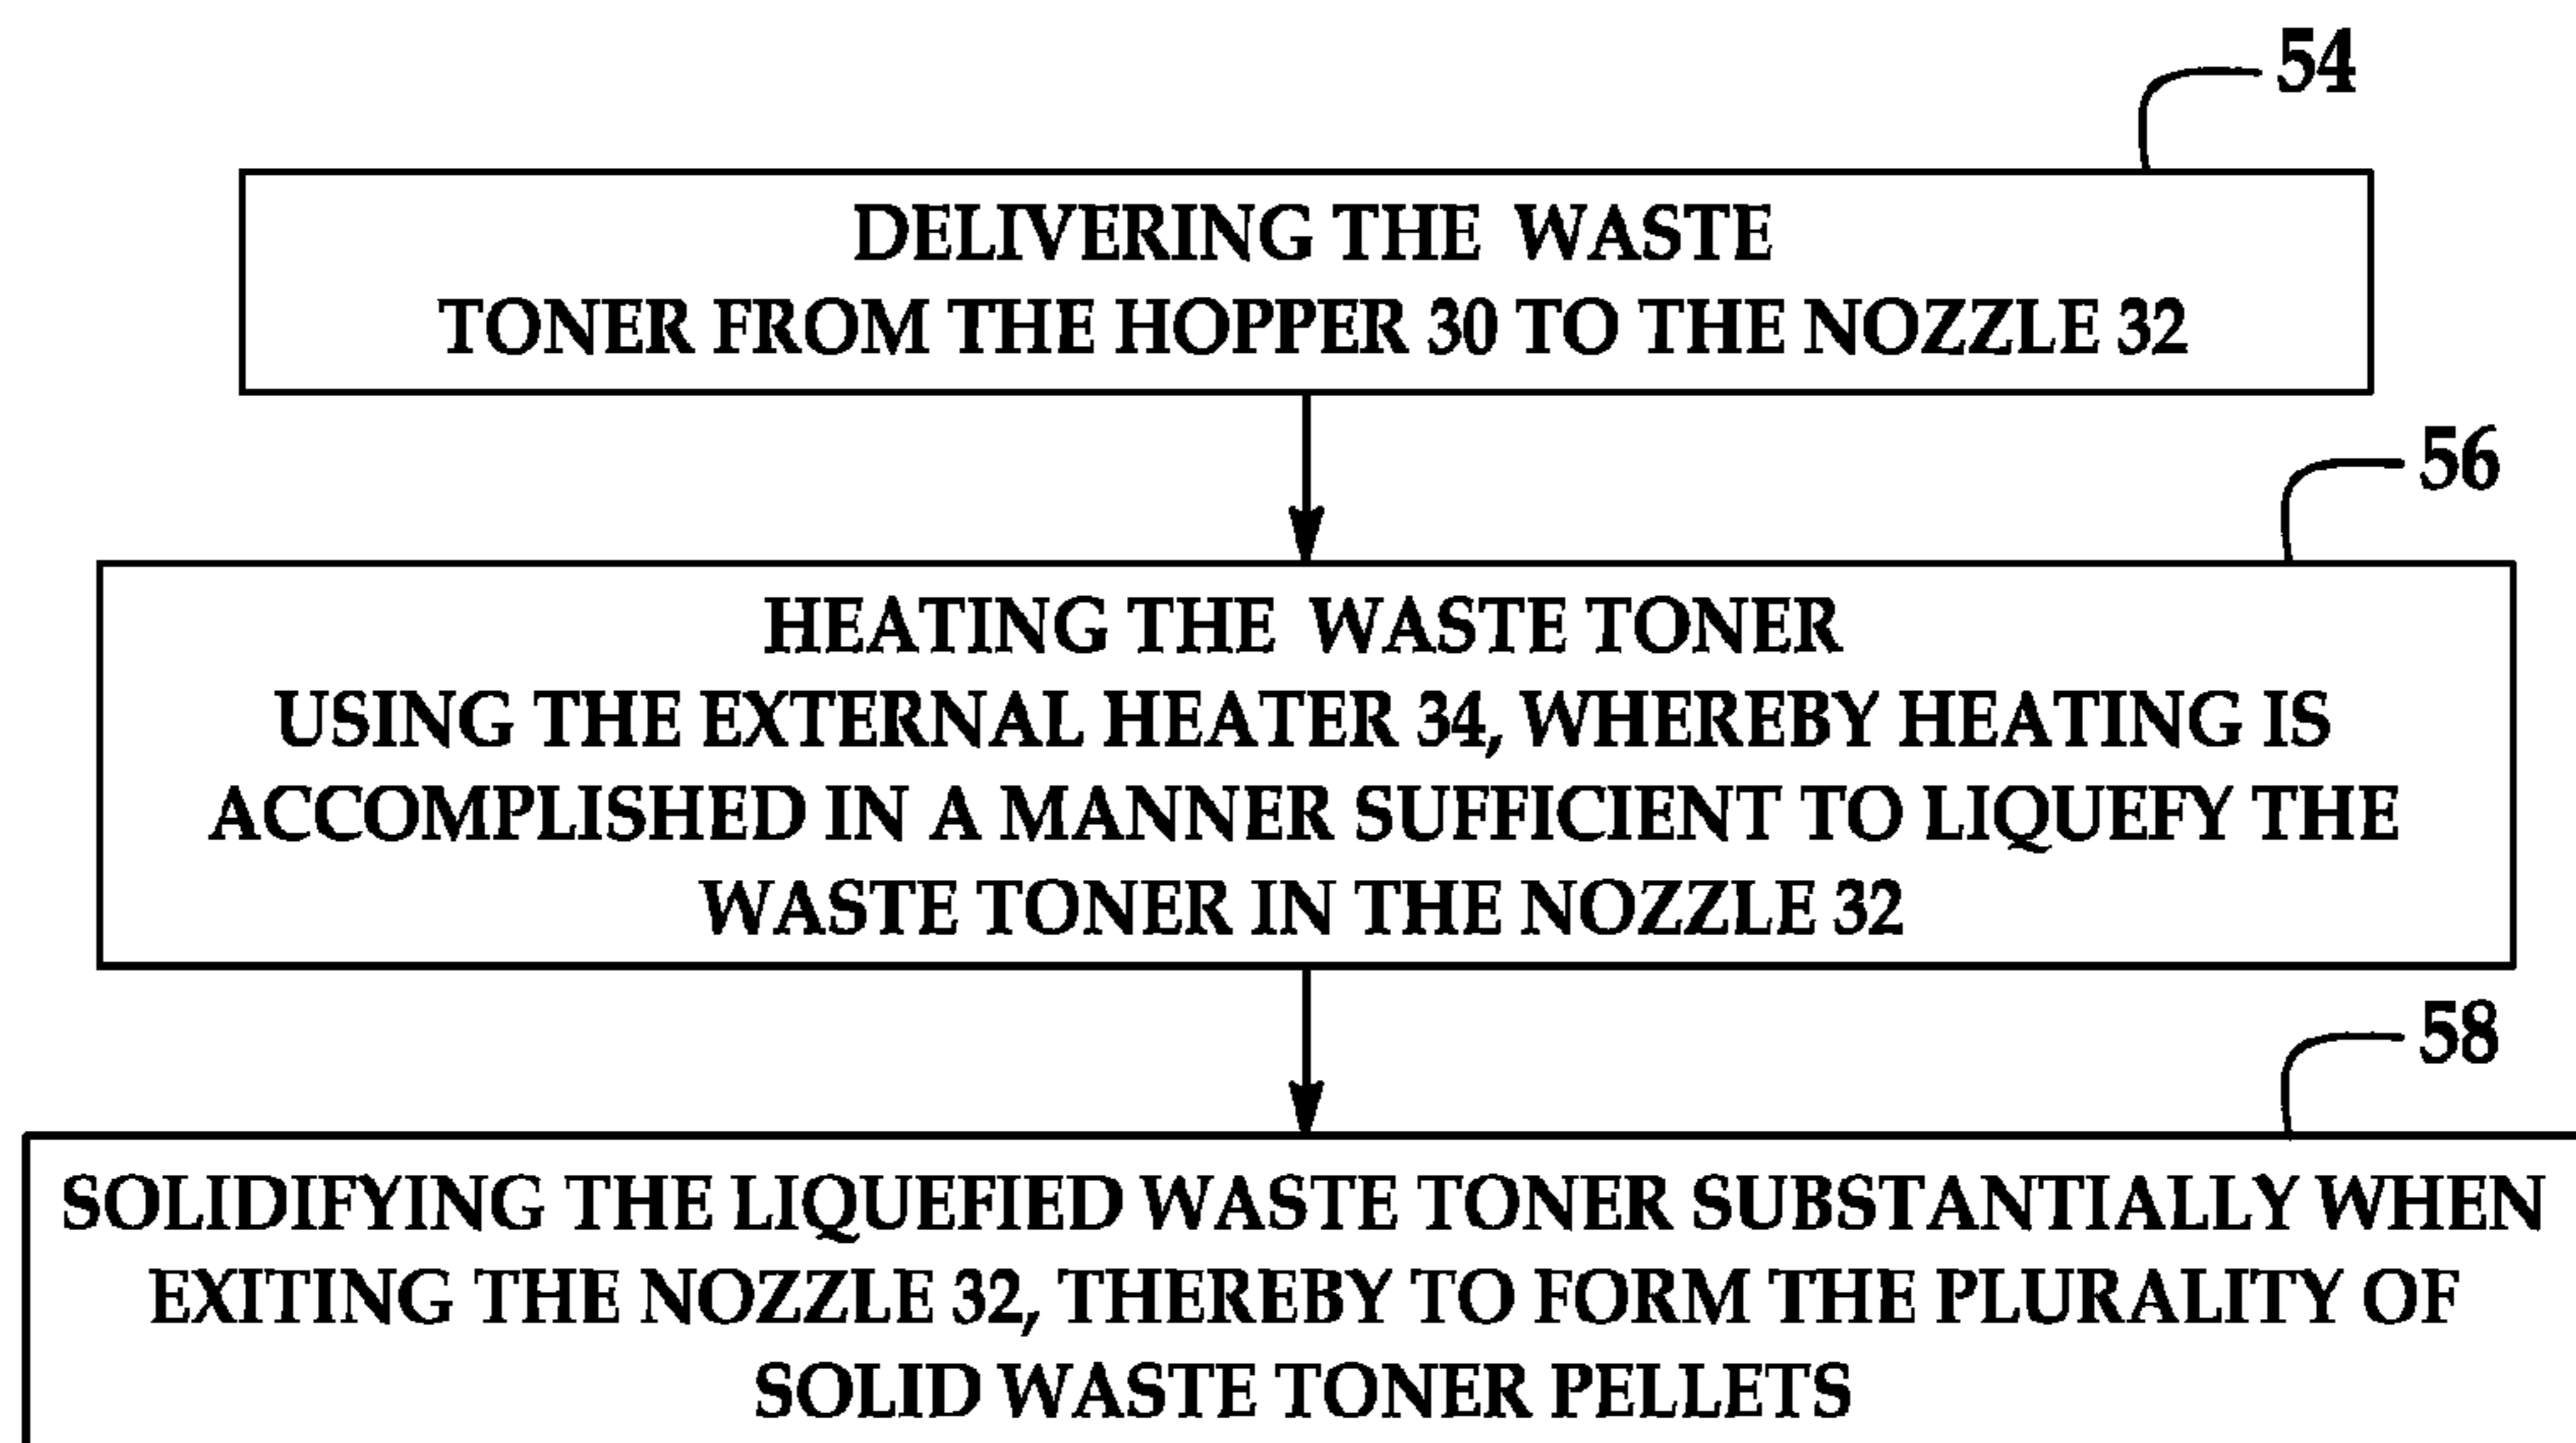 54
DELIVERING THE WASTE
TONER FROM THE HOPPER 30 TO THE NOZZLE 32
56
HEATING THE WASTE TONER
USING THE EXTERNAL HEATER 34, WHEREBY HEATING IS
ACCOMPLISHED IN A MANNER SUFFICIENT TO LIQUEFY THE
WASTE TONER IN THE NOZZLE 32
58
SOLIDIFYING THE LIQUEFIED WASTE TONER SUBSTANTIALLY WHEN
EXITING THE NOZZLE 32, THEREBY TO FORM THE PLURALITY OF
SOLID WASTE TONER PELLETS